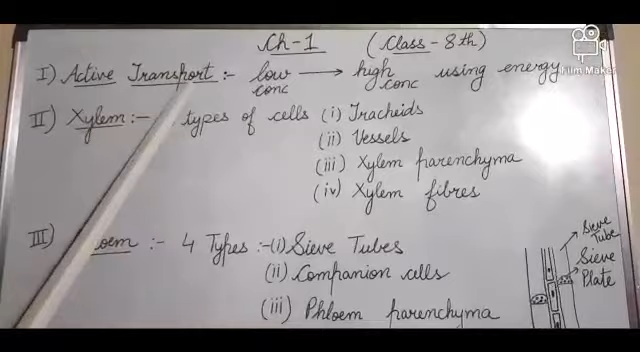 Ch-1 (Class - 8th)
I) Active Transport :- low conc → high conc using energy
Film Maker
II) Xylem :- types of cells (i) Tracheids
(ii) Vessels
(iii) Xylem parenchyma
(iv) Xylem fibres
III) oem :- 4 Types :- (i) Sieve Tubes
(ii) Companion cells
(iii) Phloem parenchyma
Sieve Tube
Sieve Plate